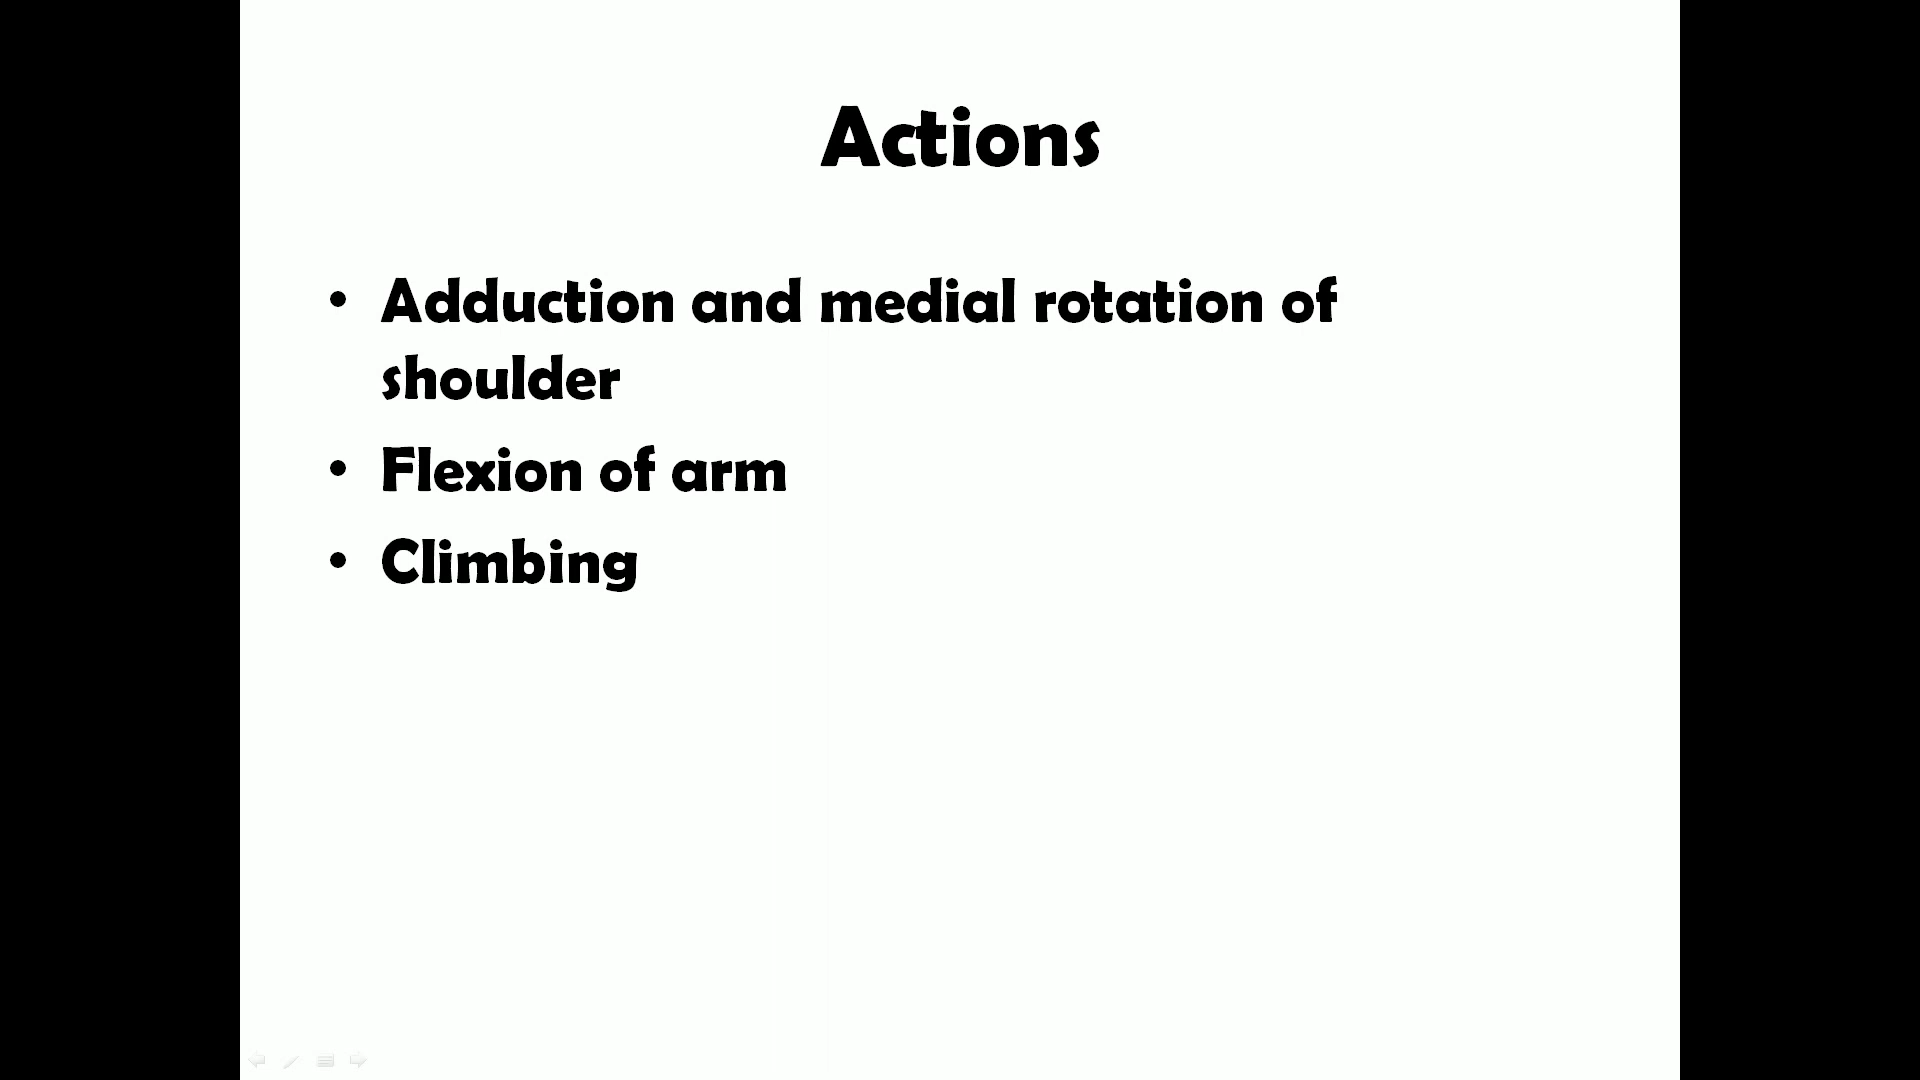 Actions
• Adduction and medial rotation of
shoulder
• Flexion of arm
• Climbing